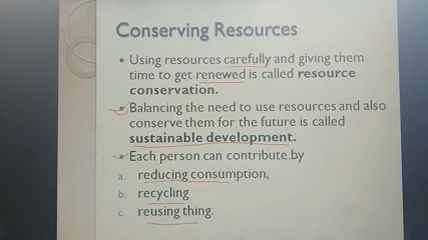 Conserving Resources
• Using resources carefully and giving them
time to get renewed is called resource
conservation.
• Balancing the need to use resources and also
conserve them for the future is called
sustainable development.
• Each person can contribute by
a. reducing consumption,
b. recycling
c. reusing thing.